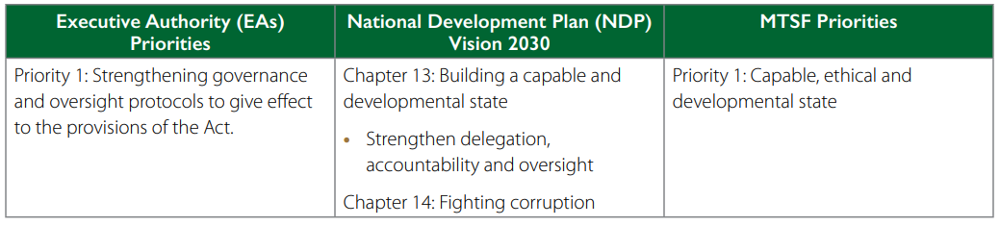 Executive Authority (EAs)
Priorities
National Development Plan (NDP)
Vision 2030
MTSF Priorities
Priority 1: Strengthening governance
and oversight protocols to give effect
to the provisions of the Act.
Chapter 13: Building a capable and
developmental state
• Strengthen delegation,
accountability and oversight
Chapter 14: Fighting corruption
Priority 1: Capable, ethical and
developmental state